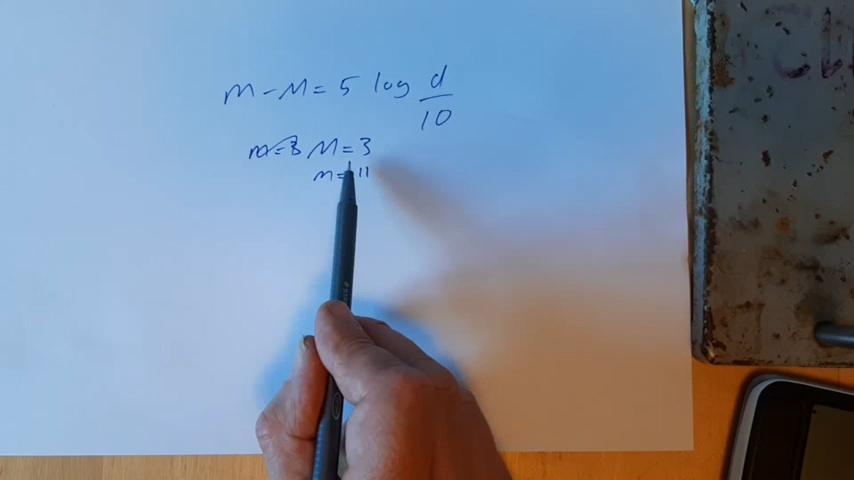 m - M = 5 log d/10
m = 3 M = 3
m = 11